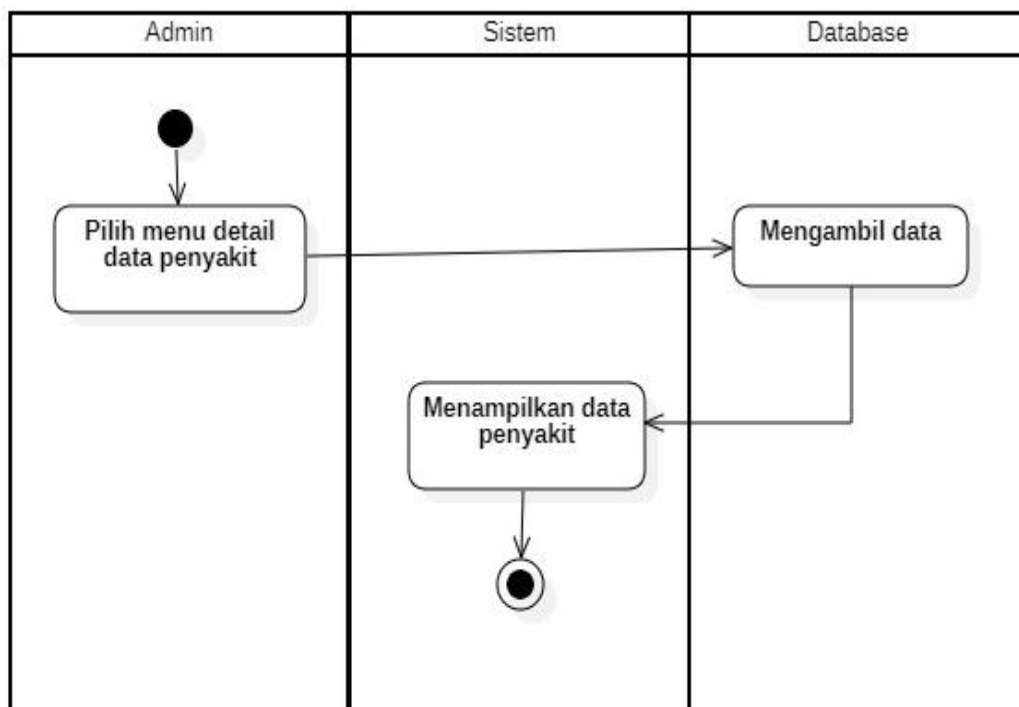 Admin
Sistem
Database
Pilih menu detail
data penyakit
Mengambil data
Menampilkan data
penyakit